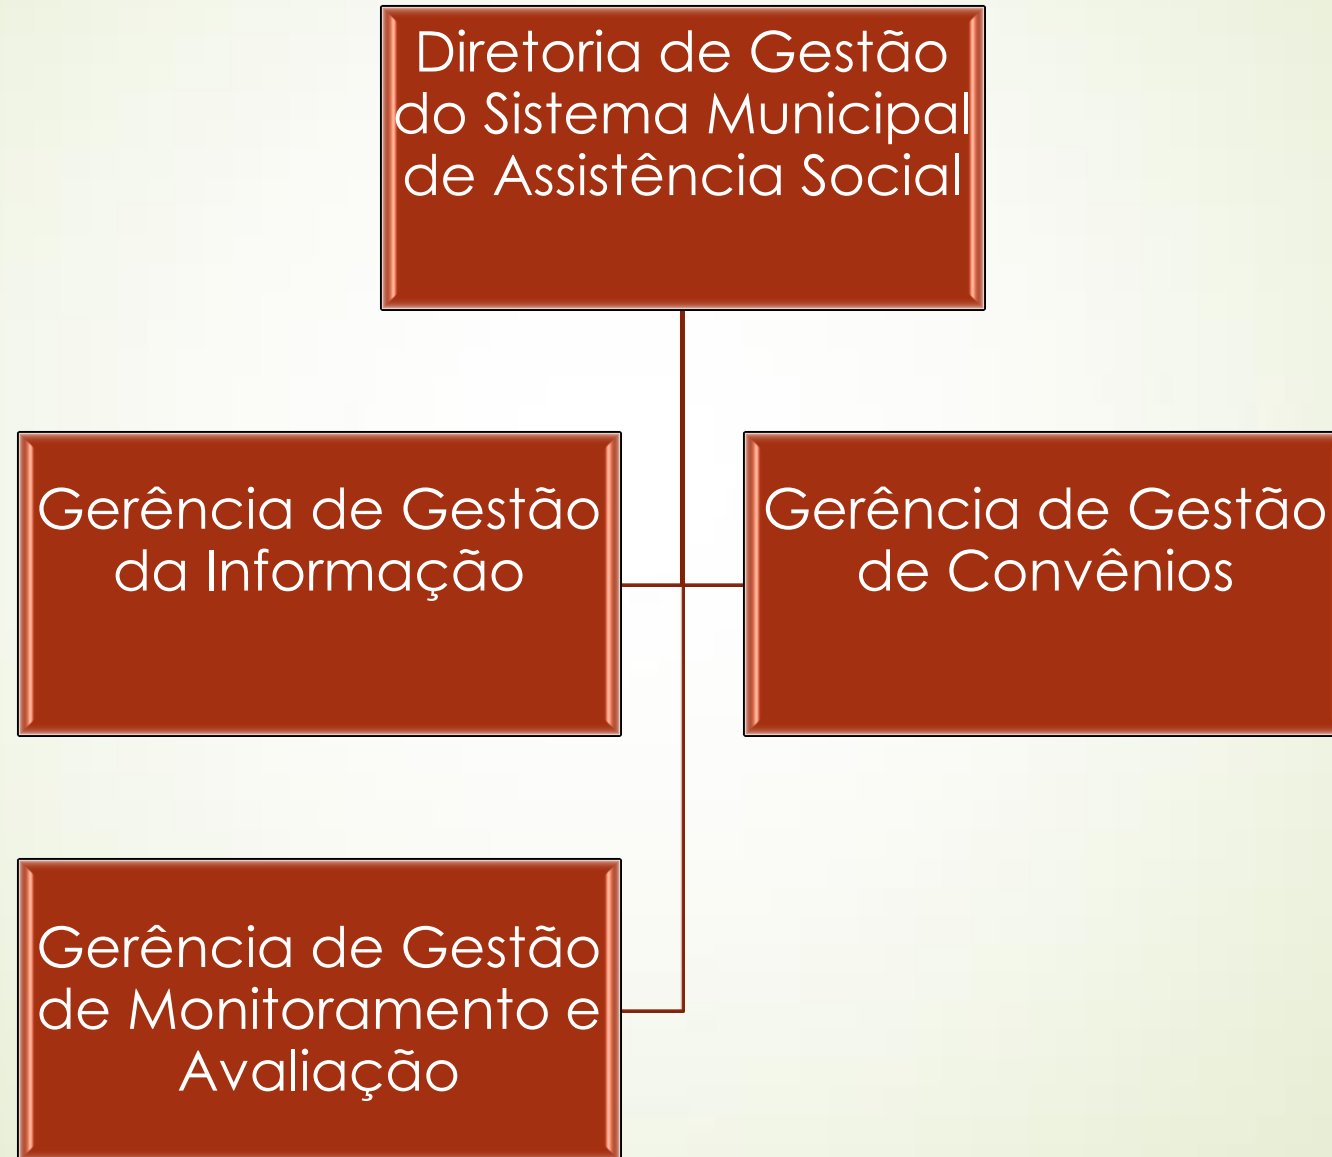 Diretoria de Gestão
do Sistema Municipal
de Assistência Social
Gerência de Gestão
da Informação
Gerência de Gestão
de Convênios
Gerência de Gestão
de Monitoramento e
Avaliação